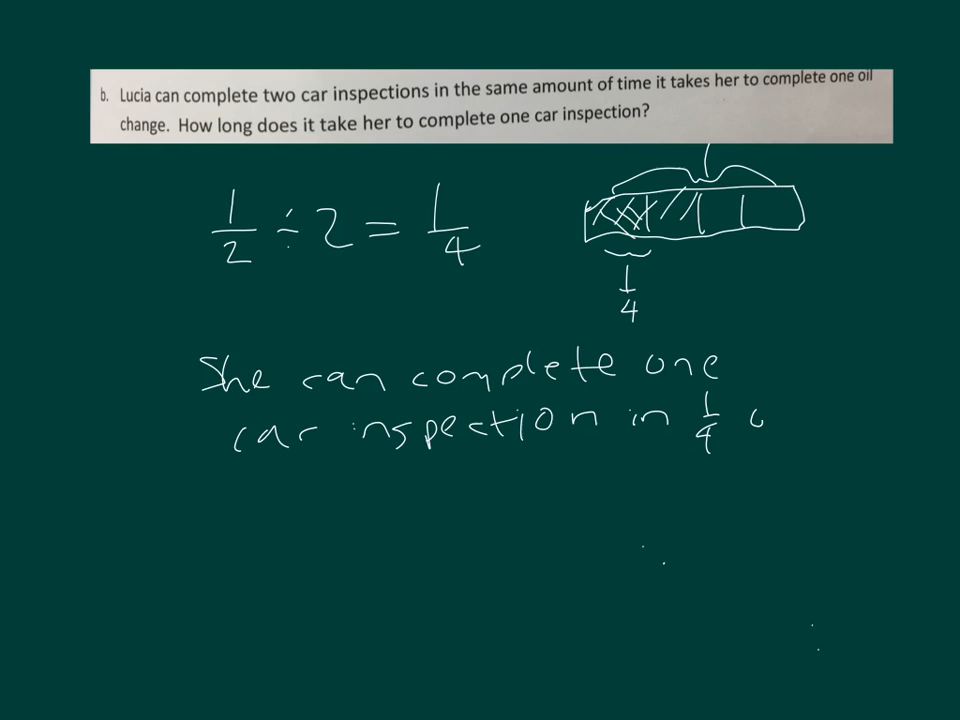 b. Lucia can complete two car inspections in the same amount of time it takes her to complete one oil
change. How long does it take her to complete one car inspection?
1/2 ÷ 2 = 1/4
1
1/4
She can complete one
car inspection in 1/4 o